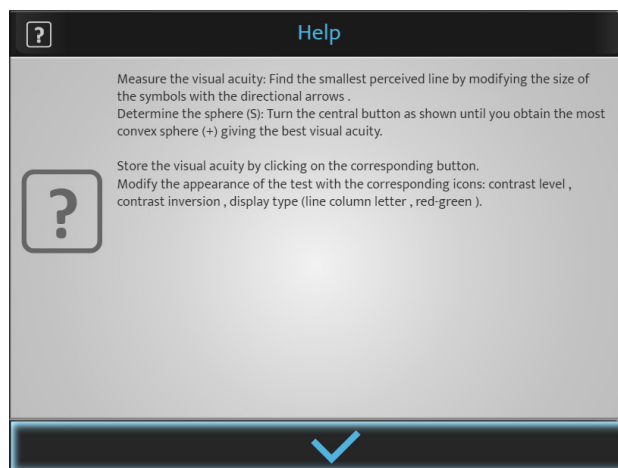 ?
Help
Measure the visual acuity: Find the smallest perceived line by modifying the size of
the symbols with the directional arrows .
Determine the sphere (S): Turn the central button as shown until you obtain the most
convex sphere (+) giving the best visual acuity.
Store the visual acuity by clicking on the corresponding button.
Modify the appearance of the test with the corresponding icons: contrast level ,
contrast inversion , display type (line column letter , red-green ).
?